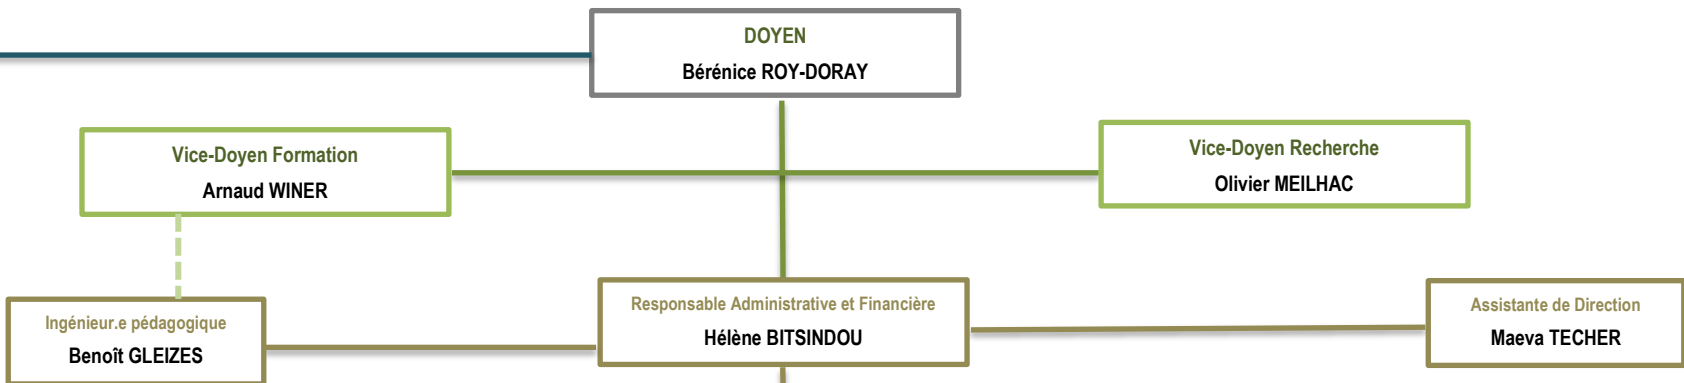 DOYEN
Bérénice ROY-DORAY
Vice-Doyen Formation
Arnaud WINER
Vice-Doyen Recherche
Olivier MEILHAC
Ingénieur.e pédagogique
Benoît GLEIZES
Responsable Administrative et Financière
Hélène BITSINDOU
Assistante de Direction
Maeva TECHER